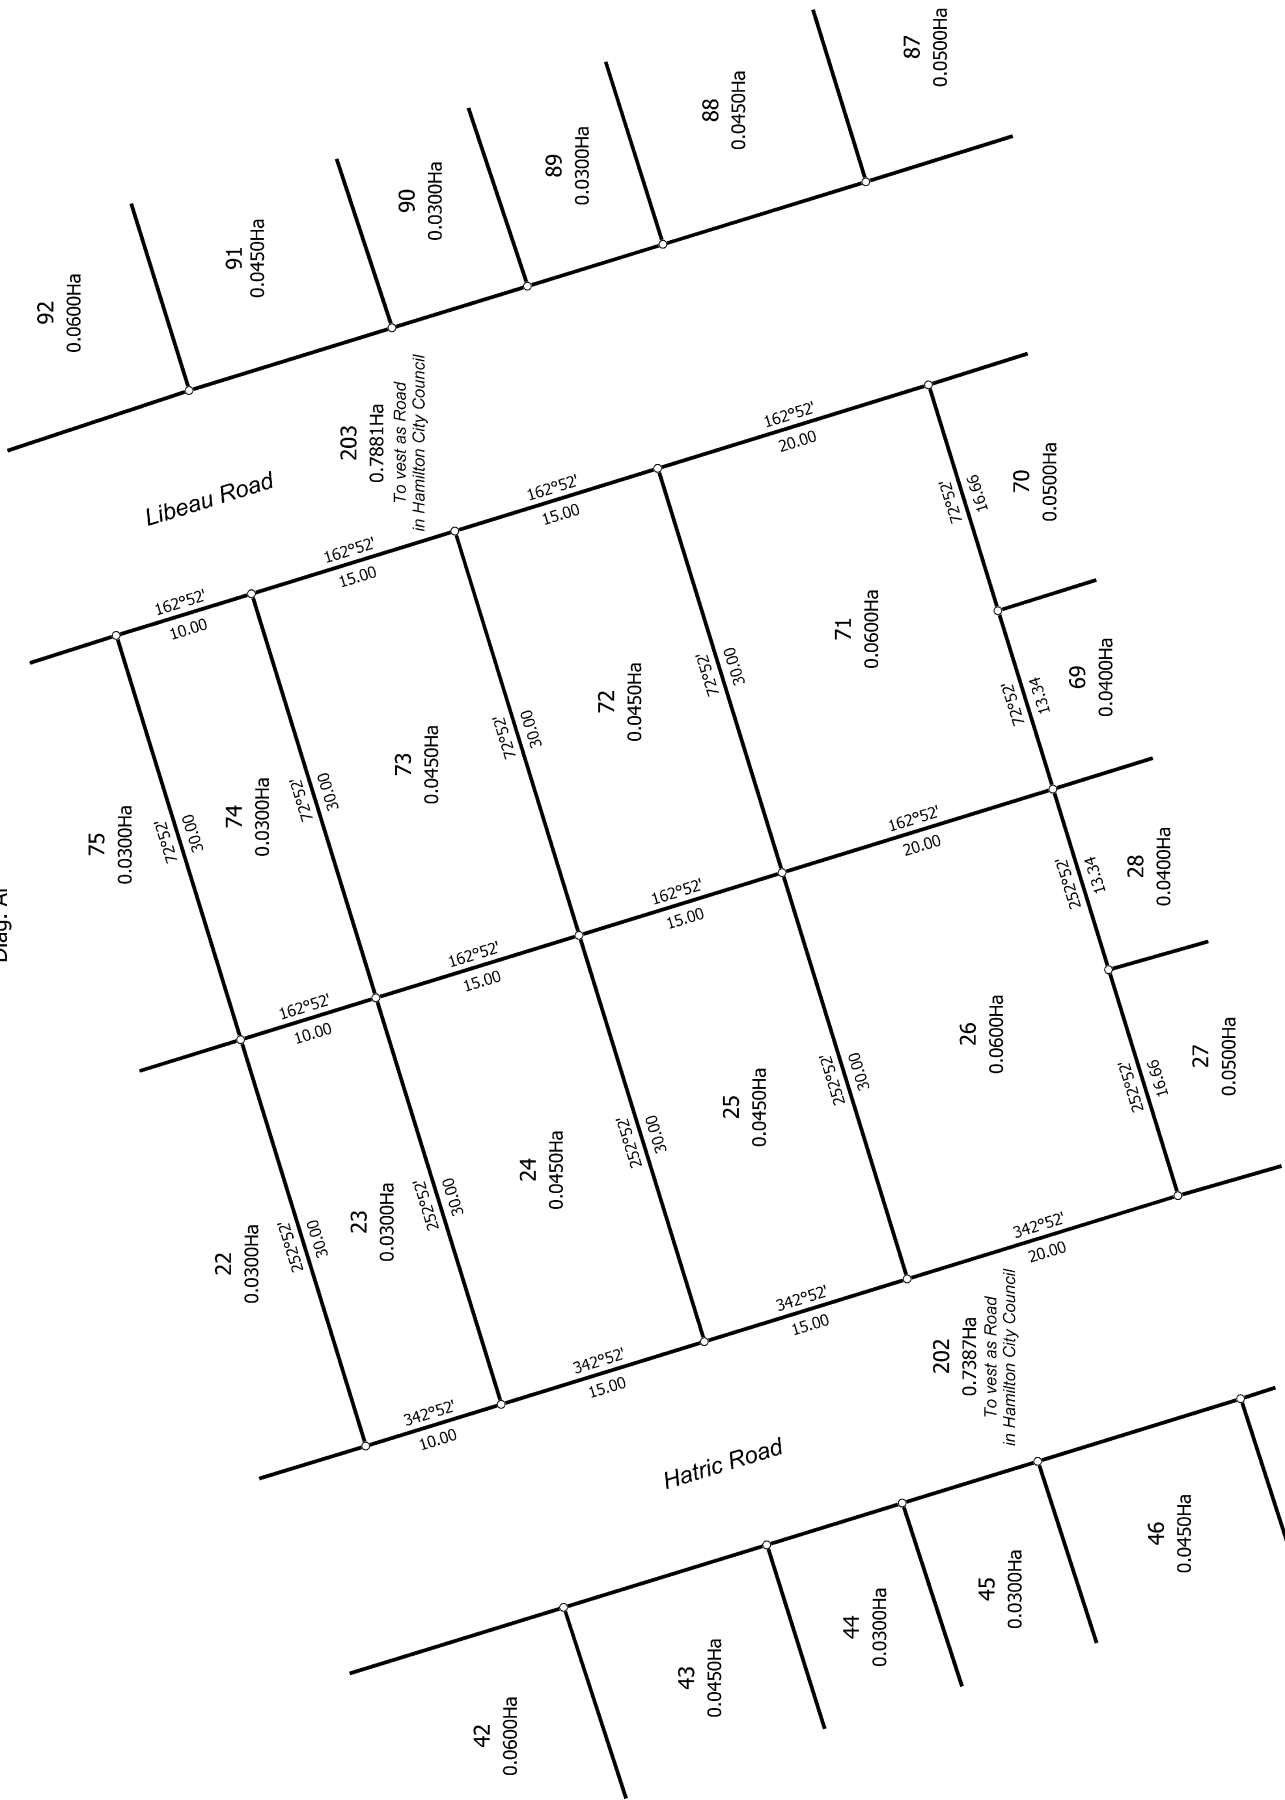 Diag. AI
87
0.0500Ha
88
0.0450Ha
89
0.0300Ha
90
0.0300Ha
91
0.0450Ha
92
0.0600Ha
Libeau Road
203
0.7881Ha
To vest as Road
in Hamilton City Council
162°52'
10.00
162°52'
15.00
162°52'
15.00
162°52'
20.00
75
0.0300Ha
72°52'
30.00
74
0.0300Ha
72°52'
30.00
73
0.0450Ha
72°52'
30.00
72
0.0450Ha
72°52'
30.00
71
0.0600Ha
72°52'
16.66
70
0.0500Ha
72°52'
13.34
69
0.0400Ha
162°52'
10.00
162°52'
15.00
162°52'
15.00
162°52'
20.00
22
0.0300Ha
252°52'
30.00
23
0.0300Ha
252°52'
30.00
24
0.0450Ha
252°52'
30.00
25
0.0450Ha
252°52'
30.00
26
0.0600Ha
252°52'
13.34
28
0.0400Ha
252°52'
16.66
27
0.0500Ha
342°52'
10.00
342°52'
15.00
342°52'
15.00
342°52'
20.00
Hatric Road
202
0.7387Ha
To vest as Road
in Hamilton City Council
42
0.0600Ha
43
0.0450Ha
44
0.0300Ha
45
0.0300Ha
46
0.0450Ha